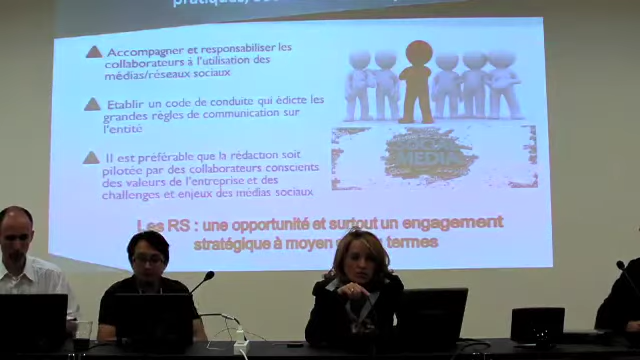 Accompagner et responsabiliser les
collaborateurs à l'utilisation des
médias/réseaux sociaux
Etablir un code de conduite qui édicte les
grandes règles de communication sur
l'entité
Il est préférable que la rédaction soit
pilotée par des collaborateurs conscients
des valeurs de l'entreprise et des
challenges et enjeux des médias sociaux
SOCIAL
MEDIA
Les RS : une opportunité et surtout un engagement
stratégique à moyen termes